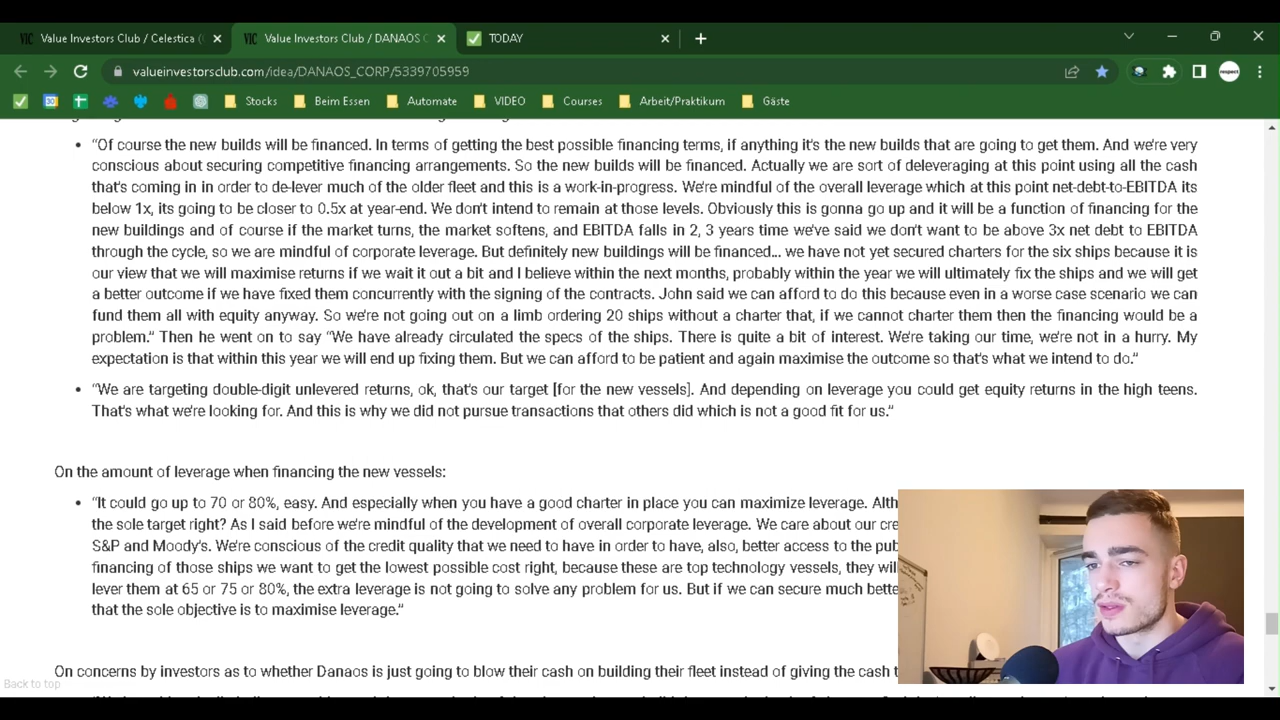 Value Investors Club / Celestica (
Value Investors Club / DANAOS C
TODAY
valueinvestorsclub.com/idea/DANAOS_CORP/5339705959
respect
30
Stocks
Beim Essen
Automate
VIDEO
Courses
Arbeit/Praktikum
Gäste
“Of course the new builds will be financed. In terms of getting the best possible financing terms, if anything it's the new builds that are going to get them. And we're very
conscious about securing competitive financing arrangements. So the new builds will be financed. Actually we are sort of deleveraging at this point using all the cash
that's coming in in order to de-lever much of the older fleet and this is a work-in-progress. We're mindful of the overall leverage which at this point net-debt-to-EBITDA its
below 1x, its going to be closer to 0.5x at year-end. We don't intend to remain at those levels. Obviously this is gonna go up and it will be a function of financing for the
new buildings and of course if the market turns, the market softens, and EBITDA falls in 2, 3 years time we've said we don't want to be above 3x net debt to EBITDA
through the cycle, so we are mindful of corporate leverage. But definitely new buildings will be financed... we have not yet secured charters for the six ships because it is
our view that we will maximise returns if we wait it out a bit and I believe within the next months, probably within the year we will ultimately fix the ships and we will get
a better outcome if we have fixed them concurrently with the signing of the contracts. John said we can afford to do this because even in a worse case scenario we can
fund them all with equity anyway. So we're not going out on a limb ordering 20 ships without a charter that, if we cannot charter them then the financing would be a
problem.” Then he went on to say “We have already circulated the specs of the ships. There is quite a bit of interest. We're taking our time, we're not in a hurry. My
expectation is that within this year we will end up fixing them. But we can afford to be patient and again maximise the outcome so that's what we intend to do.”
“We are targeting double-digit unlevered returns, ok, that's our target [for the new vessels]. And depending on leverage you could get equity returns in the high teens.
That's what we're looking for. And this is why we did not pursue transactions that others did which is not a good fit for us.”
On the amount of leverage when financing the new vessels:
“It could go up to 70 or 80%, easy. And especially when you have a good charter in place you can maximize leverage. Alth
the sole target right? As I said before we're mindful of the development of overall corporate leverage. We care about our cre
S&P and Moody's. We're conscious of the credit quality that we need to have in order to have, also, better access to the pub
financing of those ships we want to get the lowest possible cost right, because these are top technology vessels, they wil
lever them at 65 or 75 or 80%, the extra leverage is not going to solve any problem for us. But if we can secure much bette
that the sole objective is to maximise leverage.”
On concerns by investors as to whether Danaos is just going to blow their cash on building their fleet instead of giving the cash t
Back to top